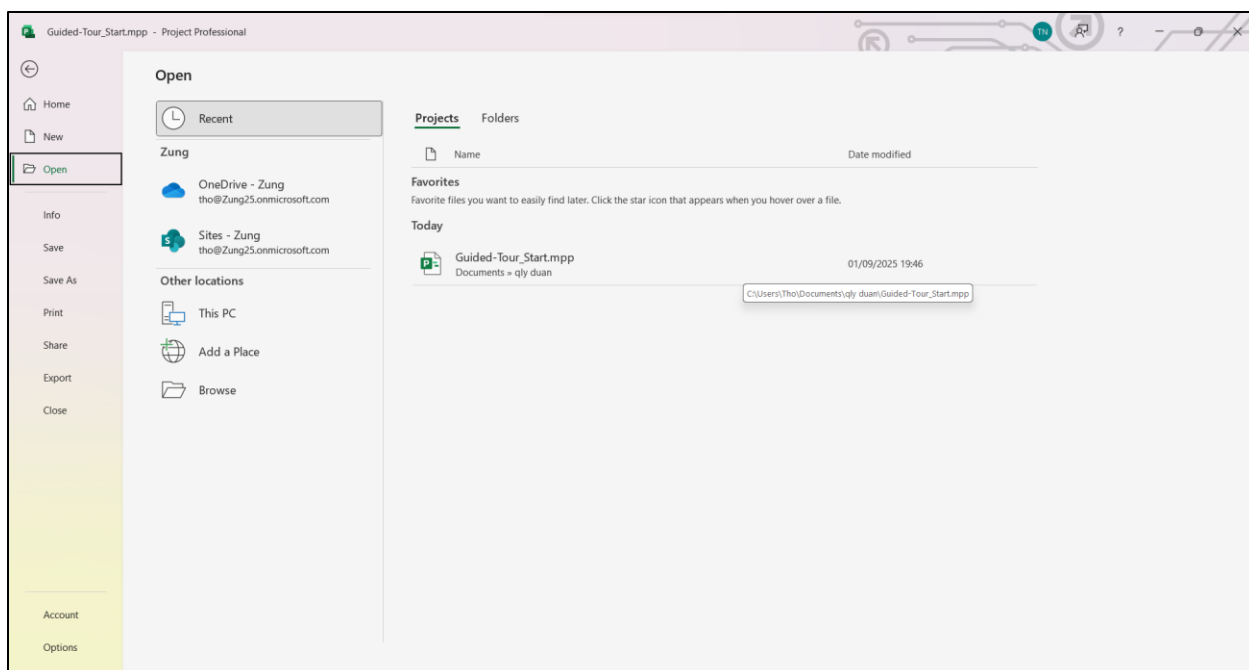 Guided-Tour_Start.mpp - Project Professional
TN
?
Home
New
Open
Info
Save
Save As
Print
Share
Export
Close
Account
Options
Open
Recent
Zung
OneDrive - Zung
tho@Zung25.onmicrosoft.com
Sites - Zung
tho@Zung25.onmicrosoft.com
Other locations
This PC
Add a Place
Browse
Projects Folders
Name Date modified
Favorites
Favorite files you want to easily find later. Click the star icon that appears when you hover over a file.
Today
Guided-Tour_Start.mpp
Documents » qly duan
01/09/2025 19:46
C:\Users\Tho\Documents\qly duan\Guided-Tour_Start.mpp